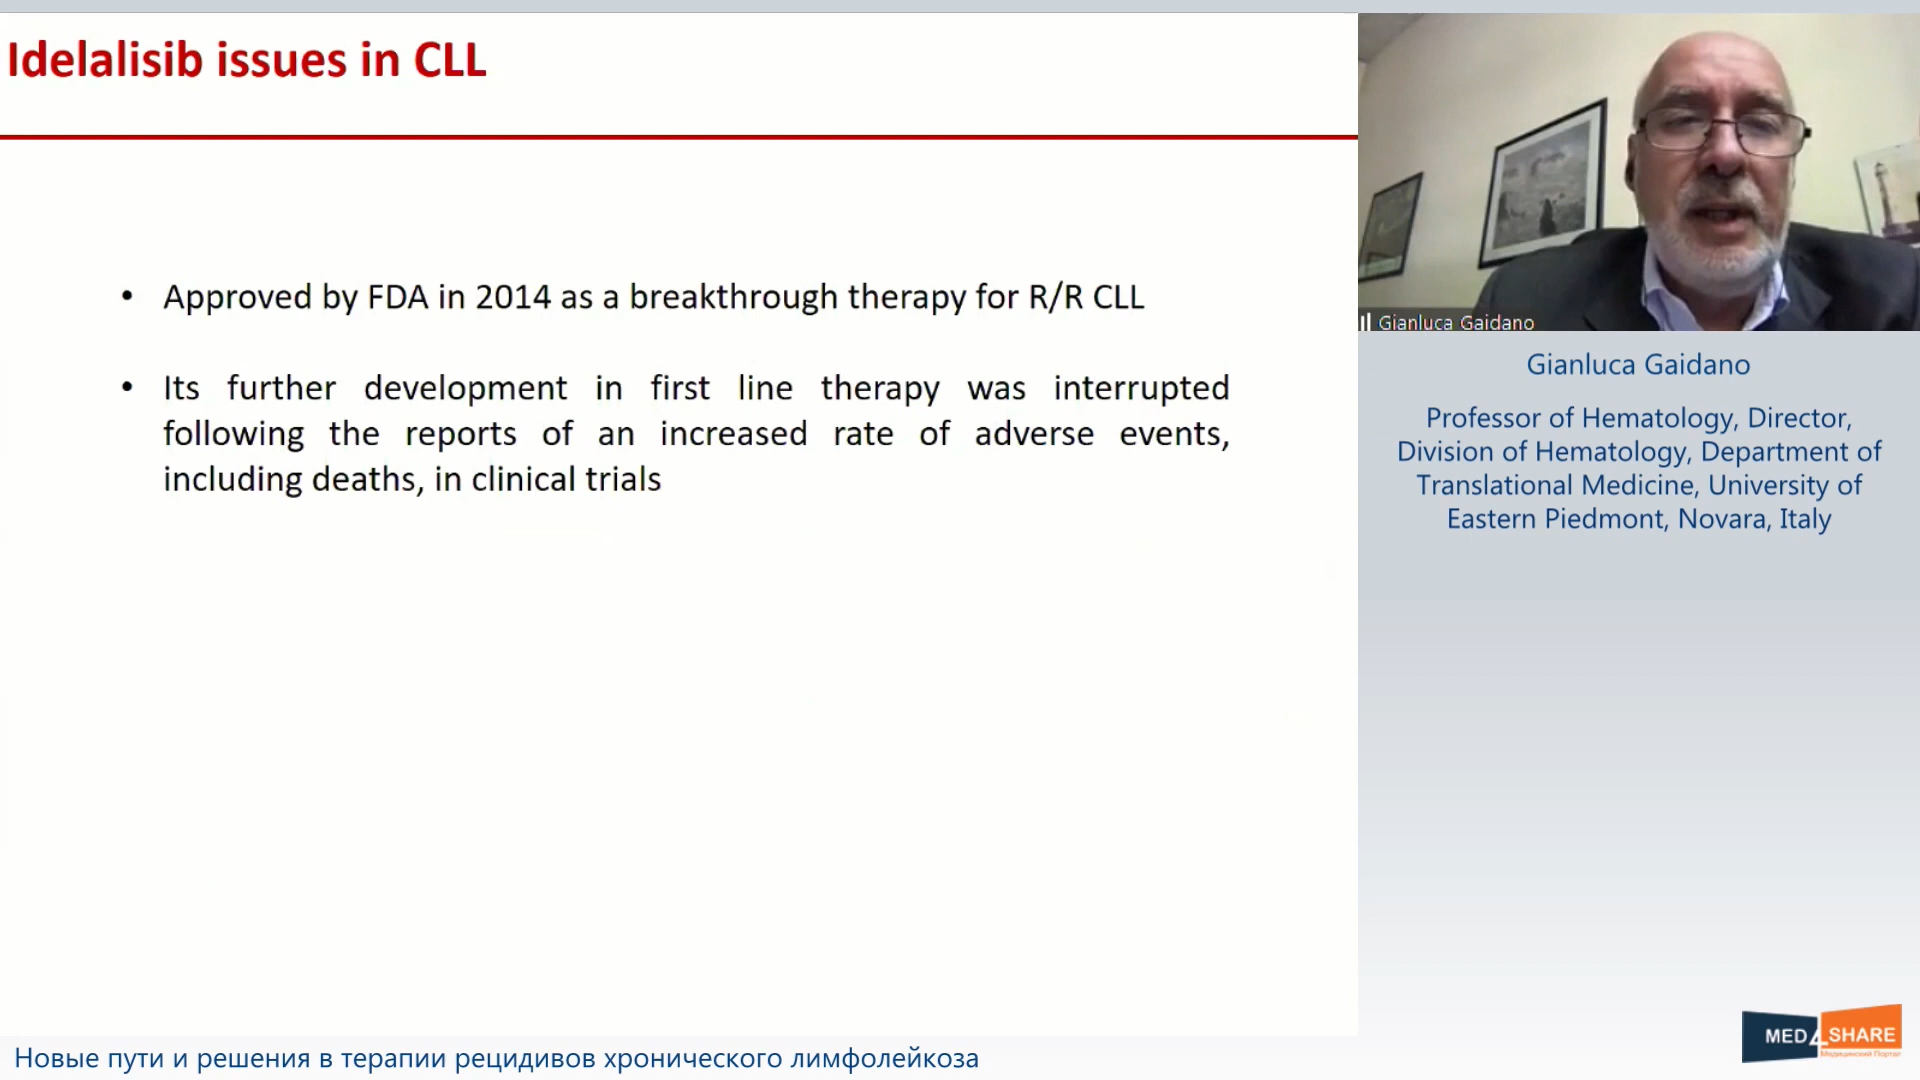 Idelalisib issues in CLL
• Approved by FDA in 2014 as a breakthrough therapy for R/R CLL
• Its further development in first line therapy was interrupted
following the reports of an increased rate of adverse events,
including deaths, in clinical trials
Gianluca Gaidano
Gianluca Gaidano
Professor of Hematology, Director,
Division of Hematology, Department of
Translational Medicine, University of
Eastern Piedmont, Novara, Italy
MED4SHARE
Медицинский Портал
Новые пути и решения в терапии рецидивов хронического лимфолейкоза